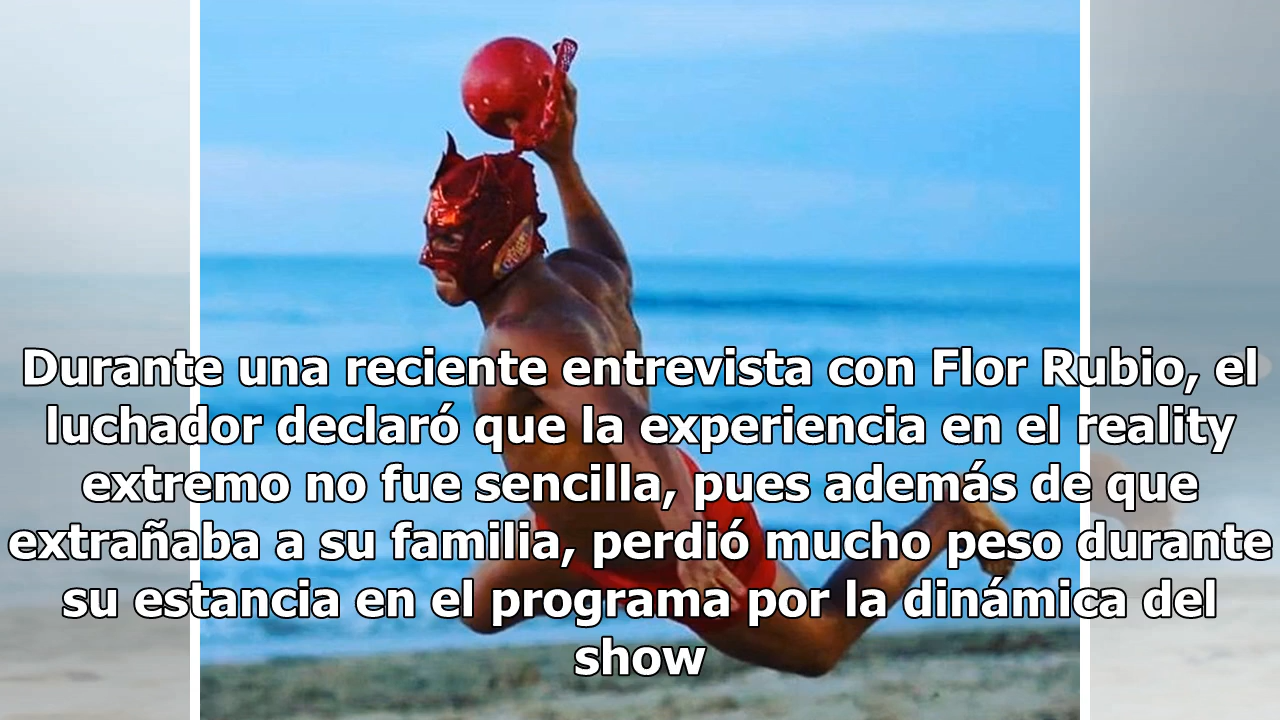 Durante una reciente entrevista con Flor Rubio, el
luchador declaró que la experiencia en el reality
extremo no fue sencilla, pues además de que
extrañaba a su familia, perdió mucho peso durante
su estancia en el programa por la dinámica del
show